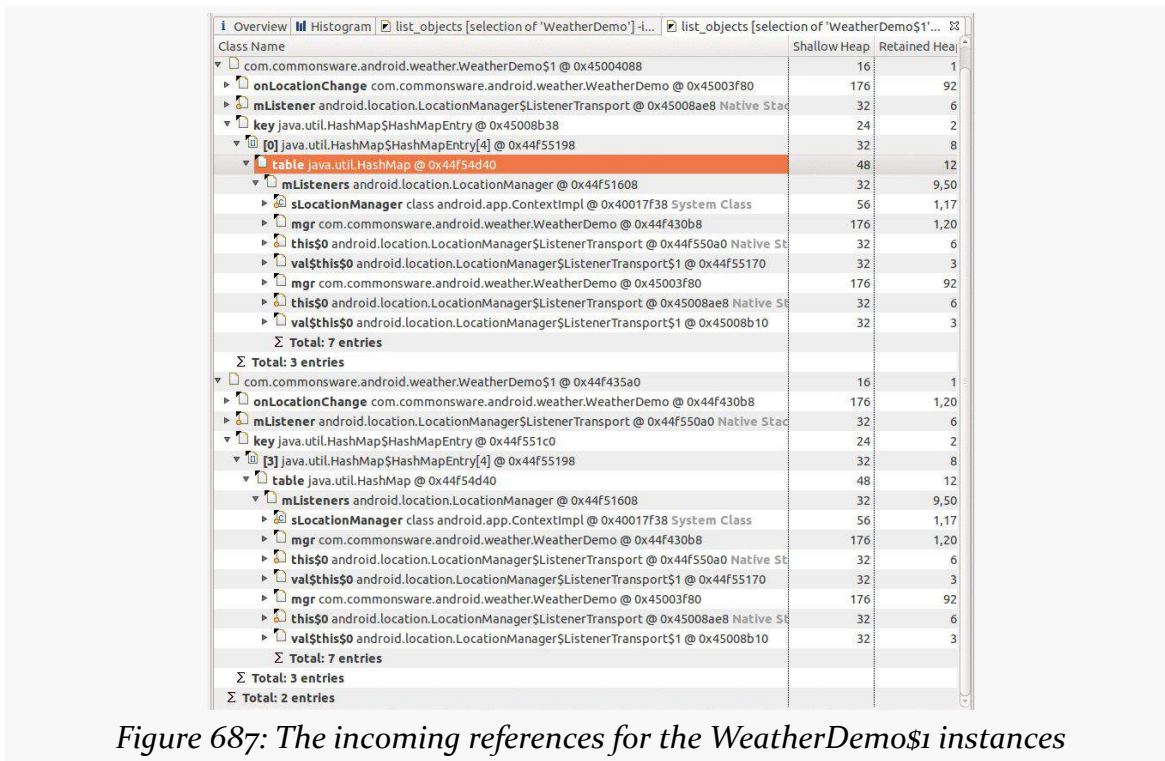 Overview Histogram list_objects [selection of 'WeatherDemo'] -i... list_objects [selection of 'WeatherDemo$1'...
Class Name Shallow Heap Retained Heap
com.commonsware.android.weather.WeatherDemo$1 @ 0x45004088 16 1
onLocationChange com.commonsware.android.weather.WeatherDemo @ 0x45003f80 176 92
mListener android.location.LocationManager$ListenerTransport @ 0x45008ae8 Native Stac 32 6
key java.util.HashMap$HashMapEntry @ 0x45008b38 24 2
[0] java.util.HashMap$HashMapEntry[4] @ 0x44f55198 32 8
table java.util.HashMap @ 0x44f54d40 48 12
mListeners android.location.LocationManager @ 0x44f51608 32 9,50
sLocationManager class android.app.ContextImpl @ 0x40017f38 System Class 56 1,17
mgr com.commonsware.android.weather.WeatherDemo @ 0x44f430b8 176 1,20
this$0 android.location.LocationManager$ListenerTransport @ 0x44f550a0 Native St 32 6
val$this$0 android.location.LocationManager$ListenerTransport$1 @ 0x44f55170 32 3
mgr com.commonsware.android.weather.WeatherDemo @ 0x45003f80 176 92
this$0 android.location.LocationManager$ListenerTransport @ 0x45008ae8 Native St 32 6
val$this$0 android.location.LocationManager$ListenerTransport$1 @ 0x45008b10 32 3
Σ Total: 7 entries
Σ Total: 3 entries
com.commonsware.android.weather.WeatherDemo$1 @ 0x44f435a0 16 1
onLocationChange com.commonsware.android.weather.WeatherDemo @ 0x44f430b8 176 1,20
mListener android.location.LocationManager$ListenerTransport @ 0x44f550a0 Native Stac 32 6
key java.util.HashMap$HashMapEntry @ 0x44f551c0 24 2
[3] java.util.HashMap$HashMapEntry[4] @ 0x44f55198 32 8
table java.util.HashMap @ 0x44f54d40 48 12
mListeners android.location.LocationManager @ 0x44f51608 32 9,50
sLocationManager class android.app.ContextImpl @ 0x40017f38 System Class 56 1,17
mgr com.commonsware.android.weather.WeatherDemo @ 0x44f430b8 176 1,20
this$0 android.location.LocationManager$ListenerTransport @ 0x44f550a0 Native St 32 6
val$this$0 android.location.LocationManager$ListenerTransport$1 @ 0x44f55170 32 3
mgr com.commonsware.android.weather.WeatherDemo @ 0x45003f80 176 92
this$0 android.location.LocationManager$ListenerTransport @ 0x45008ae8 Native St 32 6
val$this$0 android.location.LocationManager$ListenerTransport$1 @ 0x45008b10 32 3
Σ Total: 7 entries
Σ Total: 3 entries
Σ Total: 2 entries
Figure 687: The incoming references for the WeatherDemo$1 instances